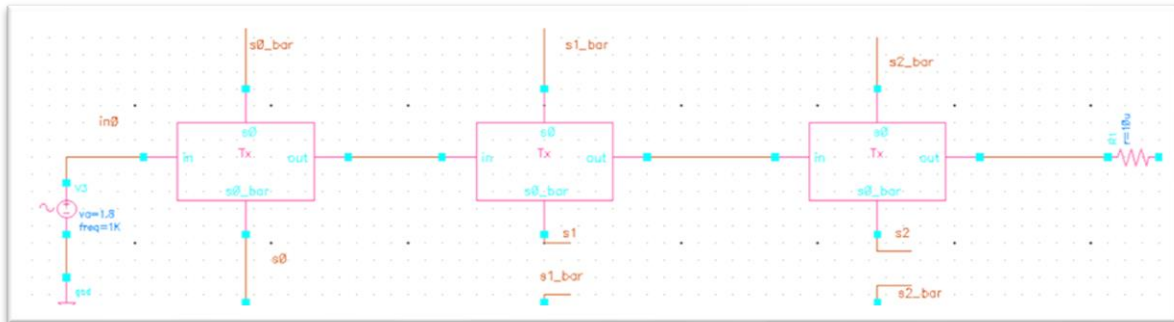 s0_bar
s1_bar
s2_bar
in0
s0
Tx
in
out
s0_bar
s0
s0
Tx
in
out
s0_bar
s1
s1_bar
s0
Tx
in
out
s0_bar
s2
s2_bar
r=10u
va=1.8
freq=1K
gnd